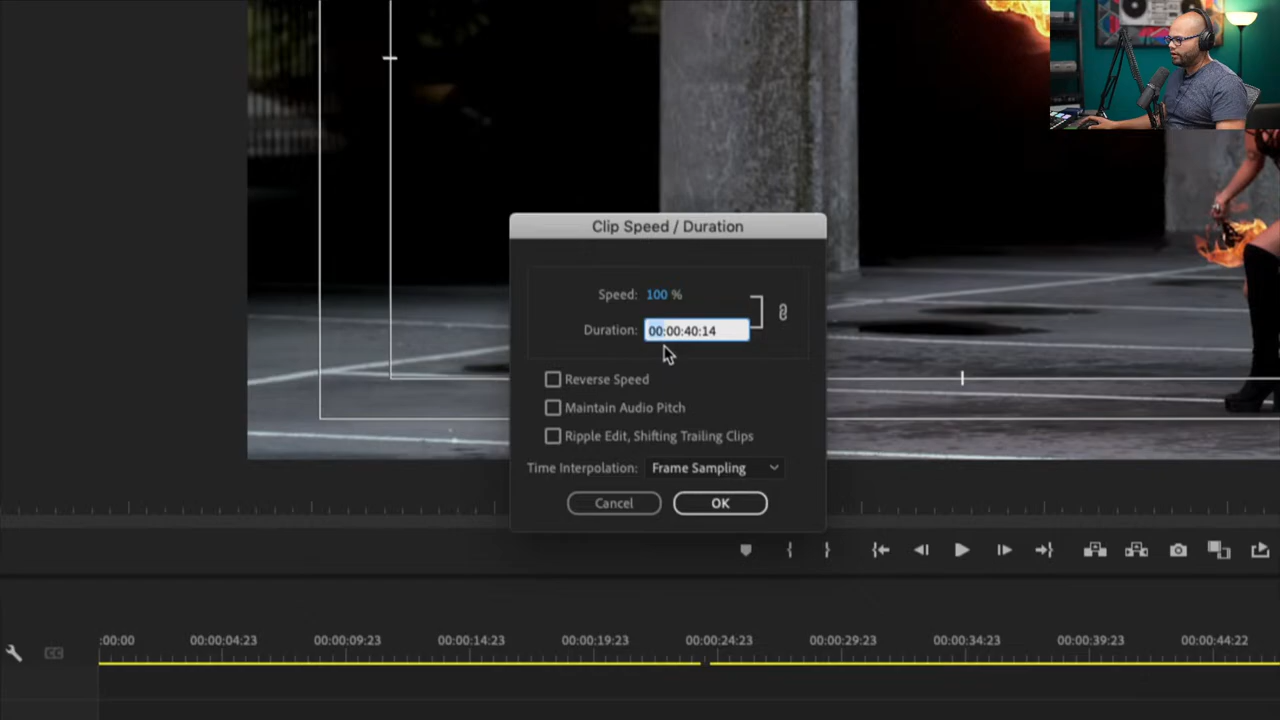 Clip Speed / Duration
Speed: 100 %
Duration: 00:00:40:14
Reverse Speed
Maintain Audio Pitch
Ripple Edit, Shifting Trailing Clips
Time Interpolation: Frame Sampling
Cancel OK
:00:00 00:00:04:23 00:00:09:23 00:00:14:23 00:00:19:23 00:00:24:23 00:00:29:23 00:00:34:23 00:00:39:23 00:00:44:22
CC